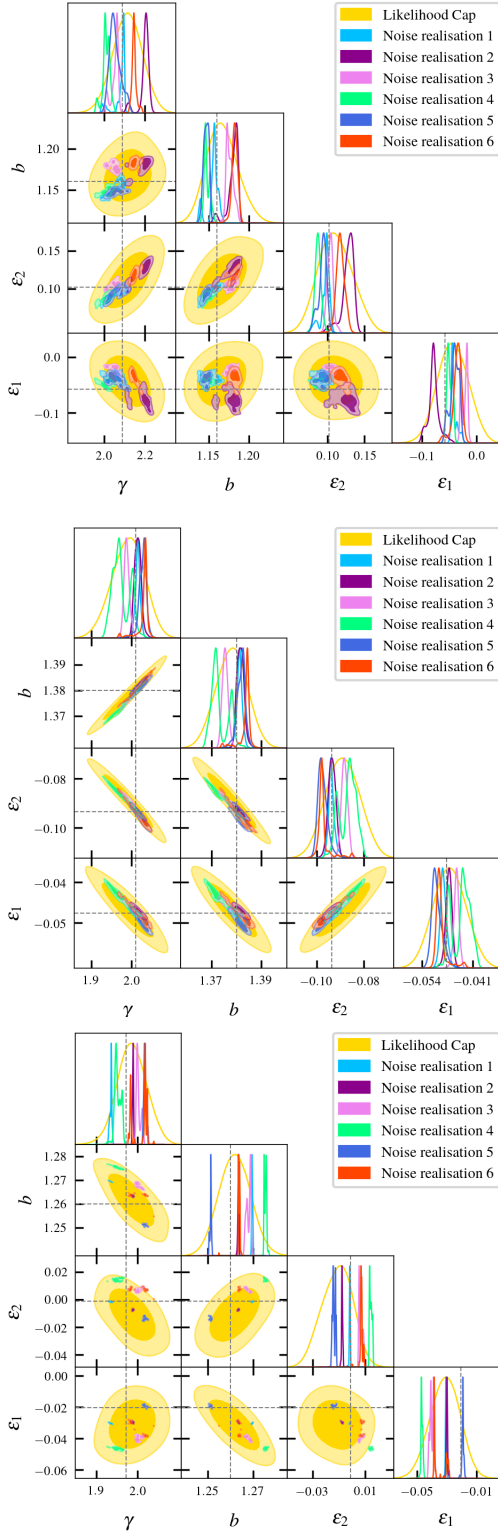 Likelihood Cap
Noise realisation 1
Noise realisation 2
Noise realisation 3
Noise realisation 4
Noise realisation 5
Noise realisation 6
b
1.20
1.15
ε₂
0.15
0.10
ε₁
0.0
−0.1
2.0 2.2 1.15 1.20 0.10 0.15 −0.1 0.0
γ b ε₂ ε₁
Likelihood Cap
Noise realisation 1
Noise realisation 2
Noise realisation 3
Noise realisation 4
Noise realisation 5
Noise realisation 6
b
1.39
1.38
1.37
ε₂
−0.08
−0.10
ε₁
−0.04
−0.05
1.9 2.0 1.37 1.39 −0.10 −0.08 −0.054 −0.041
γ b ε₂ ε₁
Likelihood Cap
Noise realisation 1
Noise realisation 2
Noise realisation 3
Noise realisation 4
Noise realisation 5
Noise realisation 6
b
1.28
1.26
1.25
ε₂
0.02
−0.00
−0.02
−0.04
ε₁
0.00
−0.02
−0.04
−0.06
1.9 2.0 1.25 1.27 −0.03 0.01 −0.05 −0.01
γ b ε₂ ε₁